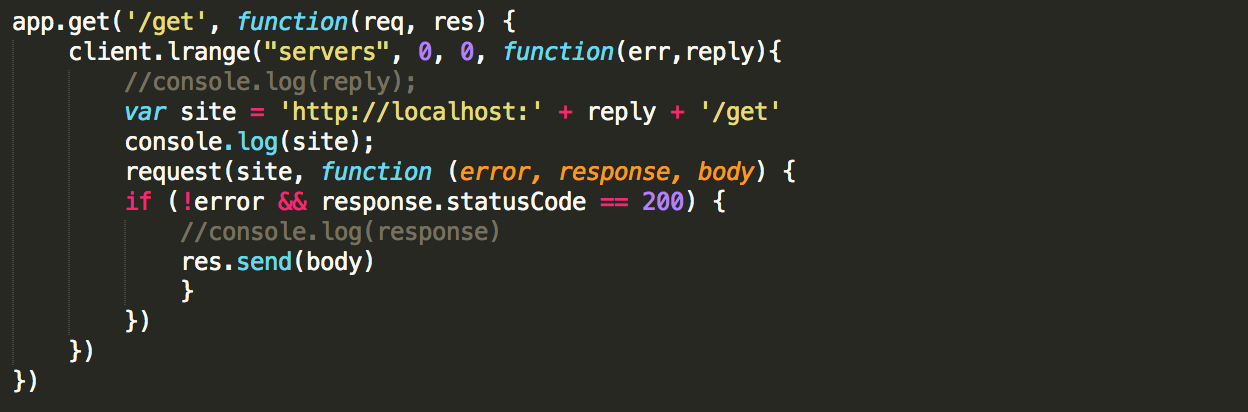 app.get('/get', function(req, res) {
    client.lrange("servers", 0, 0, function(err,reply){
        //console.log(reply);
        var site = 'http://localhost:' + reply + '/get'
        console.log(site);
        request(site, function (error, response, body) {
        if (!error && response.statusCode == 200) {
            //console.log(response)
            res.send(body)
            }
        })
    })
})